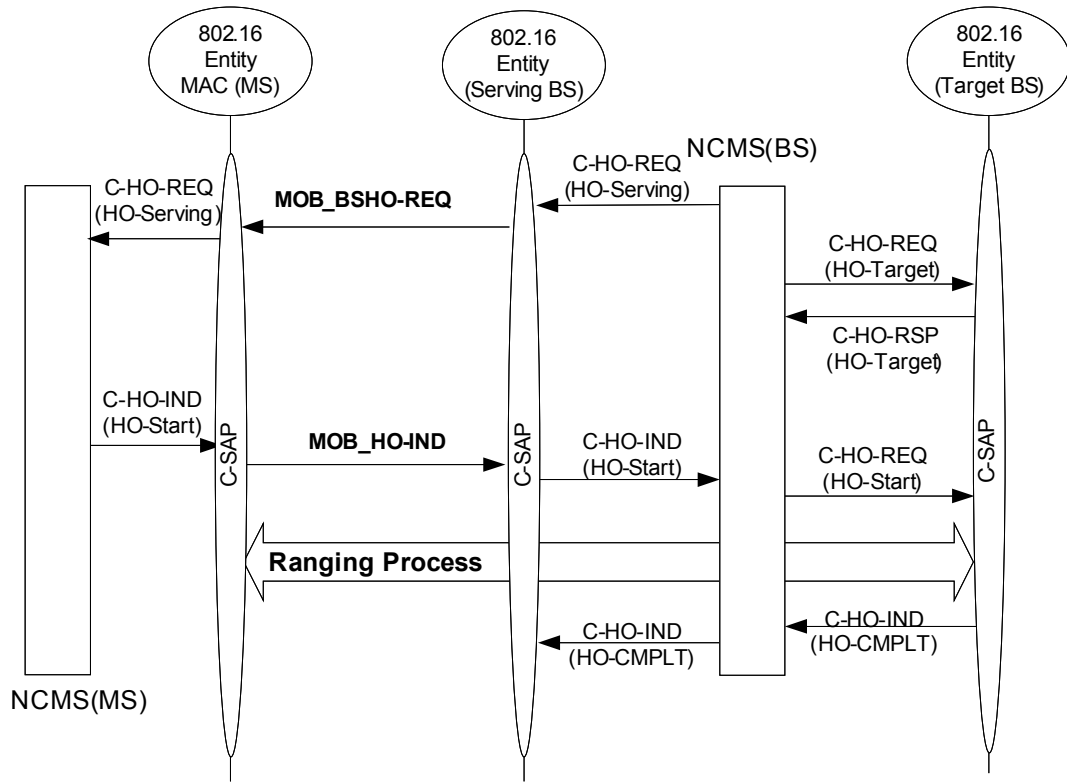 802.16
Entity
MAC (MS)
802.16
Entity
(Serving BS)
802.16
Entity
(Target BS)
NCMS(BS)
C-HO-REQ
(HO-Serving)
MOB_BSHO-REQ
C-HO-REQ
(HO-Serving)
C-HO-REQ
(HO-Target)
C-HO-RSP
(HO-Target)
C-HO-IND
(HO-Start)
C-SAP
MOB_HO-IND
C-SAP
C-HO-IND
(HO-Start)
C-HO-REQ
(HO-Start)
C-SAP
Ranging Process
C-HO-IND
(HO-CMPLT)
C-HO-IND
(HO-CMPLT)
NCMS(MS)